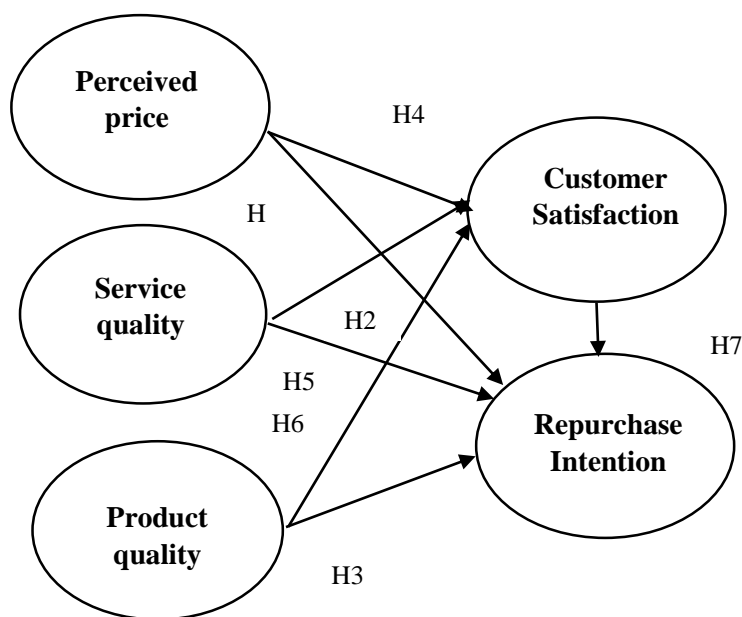 Perceived
price
H4
Customer
Satisfaction
H
Service
quality
H2
H7
H5
H6
Repurchase
Intention
Product
quality
H3